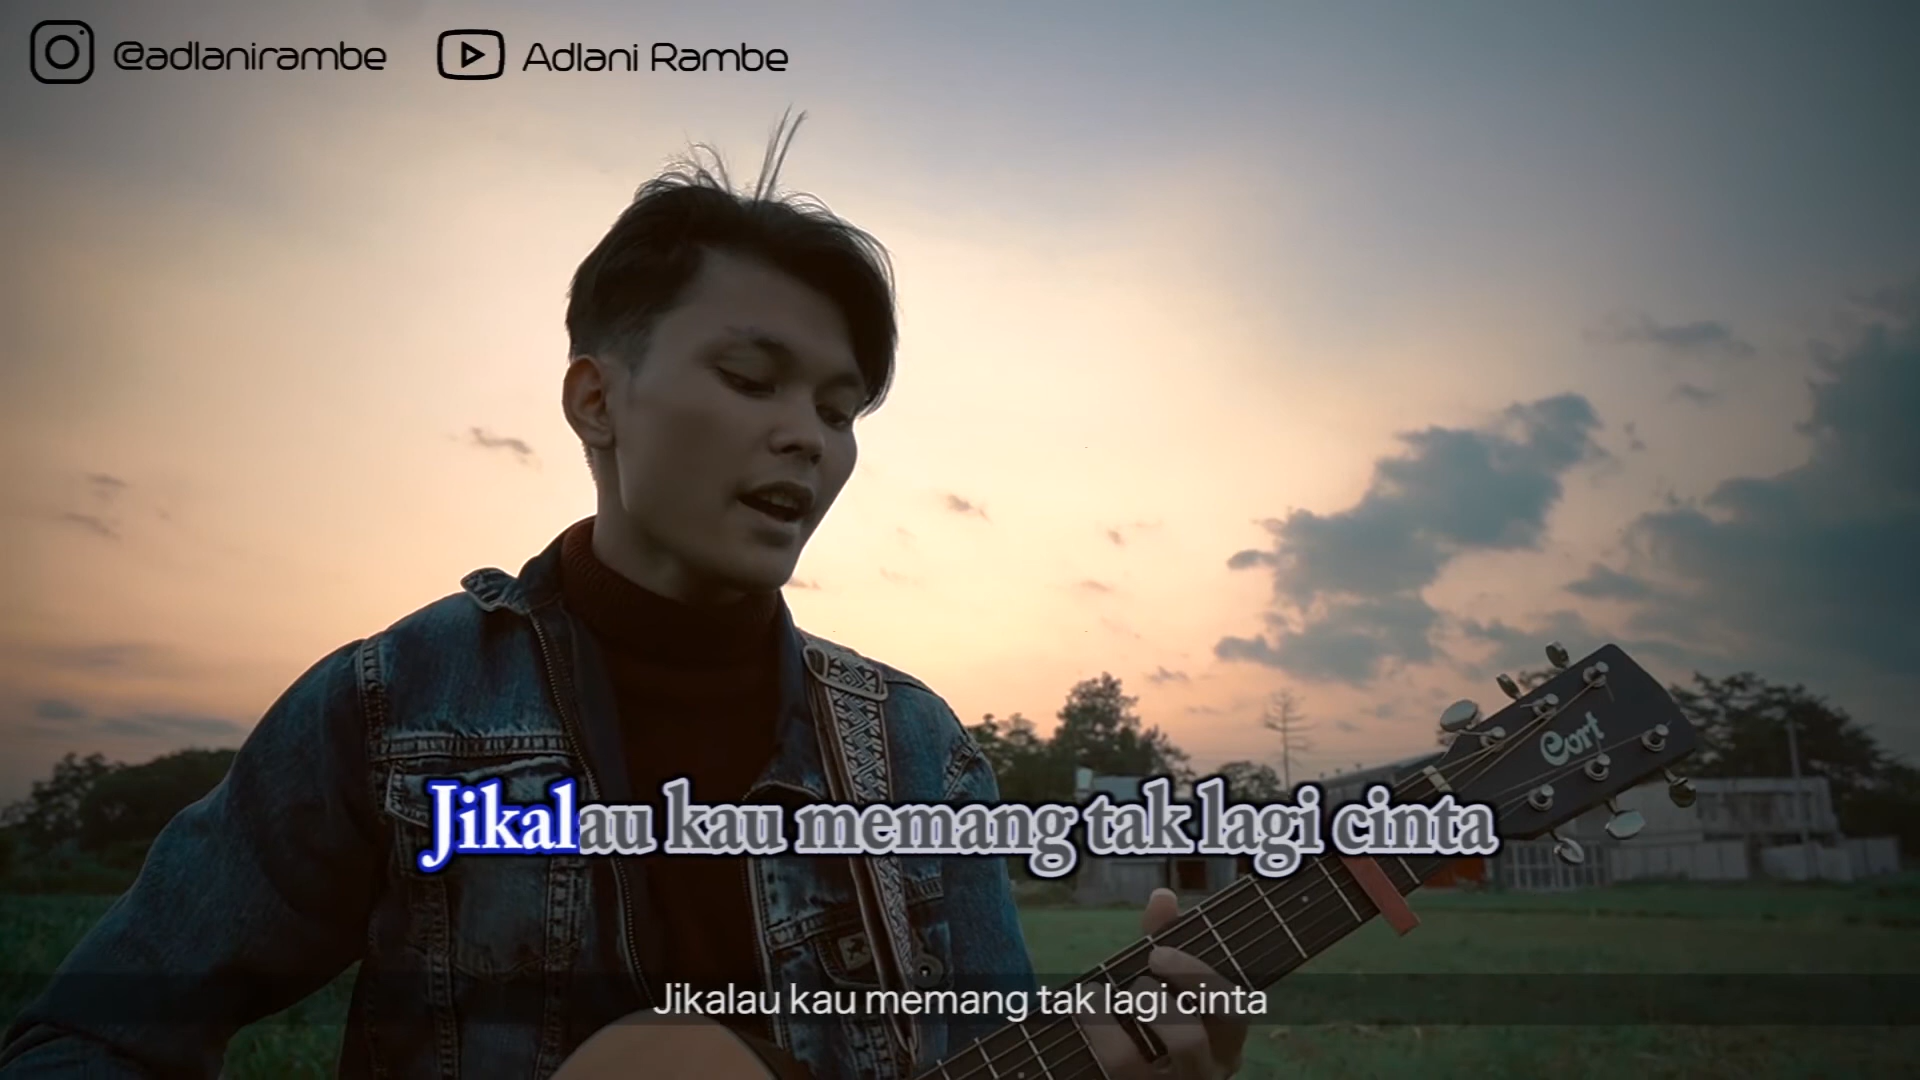 @adlanirambe
Adlani Rambe
Cort
Jikalau kau memang tak lagi cinta
Jikalau kau memang tak lagi cinta